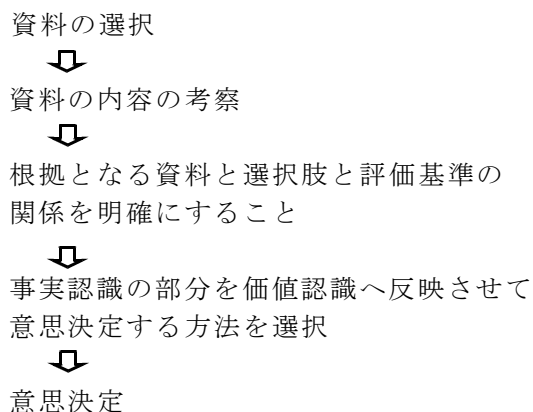 資料の選択
資料の内容の考察
根拠となる資料と選択肢と評価基準の
関係を明確にすること
事実認識の部分を価値認識へ反映させて
意思決定する方法を選択
意思決定